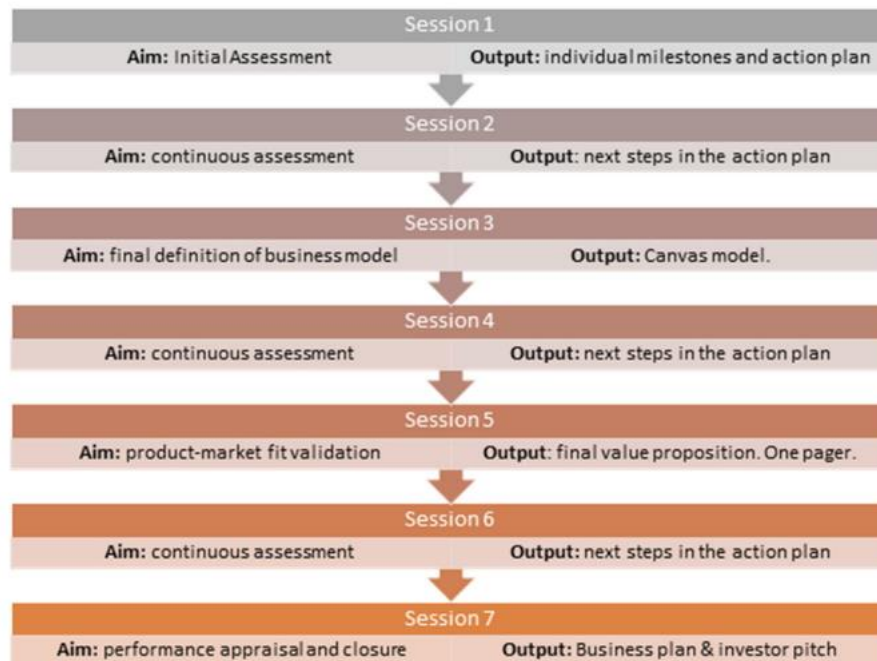 Session 1
Aim: Initial Assessment Output: individual milestones and action plan
Session 2
Aim: continuous assessment Output: next steps in the action plan
Session 3
Aim: final definition of business model Output: Canvas model.
Session 4
Aim: continuous assessment Output: next steps in the action plan
Session 5
Aim: product-market fit validation Output: final value proposition. One pager.
Session 6
Aim: continuous assessment Output: next steps in the action plan
Session 7
Aim: performance appraisal and closure Output: Business plan & investor pitch